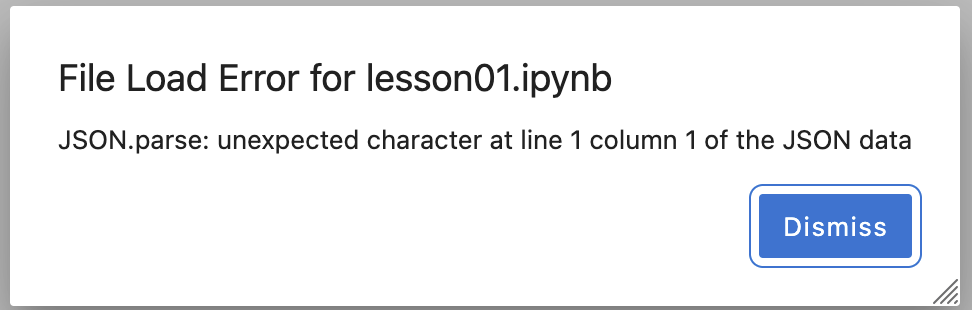 File Load Error for lesson01.ipynb
JSON.parse: unexpected character at line 1 column 1 of the JSON data
Dismiss